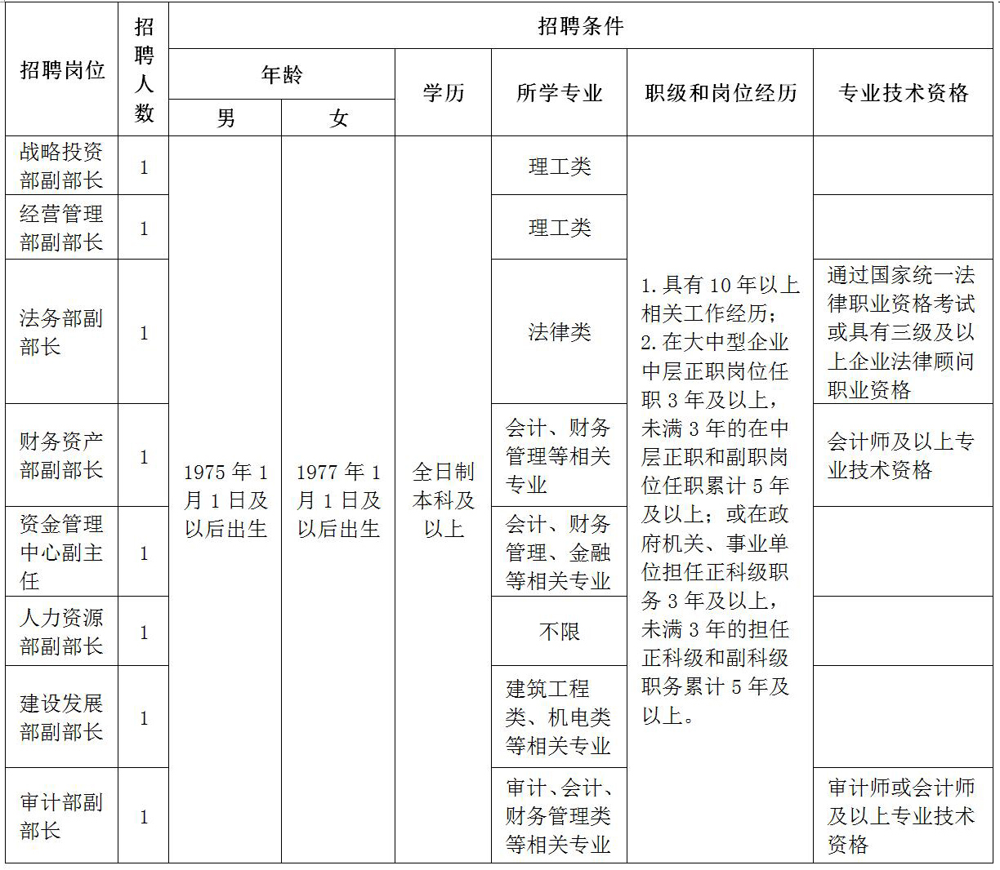 招聘岗位
招
聘
人
数
招聘条件
年龄
男
女
学历
所学专业
职级和岗位经历
专业技术资格
战略投资
部副部长
1
理工类
经营管理
部副部长
1
理工类
法务部副
部长
1
法律类
通过国家统一法
律职业资格考试
或具有三级及以
上企业法律顾问
职业资格
财务资产
部副部长
1
会计、财务
管理等相关
专业
会计师及以上专
业技术资格
资金管理
中心副主
任
1
会计、财务
管理、金融
等相关专业
人力资源
部副部长
1
不限
建设发展
部副部长
1
建筑工程
类、机电类
等相关专业
审计部副
部长
1
审计、会计、
财务管理类
等相关专业
审计师或会计师
及以上专业技术
资格
1975年1
月1日及
以后出生
1977年1
月1日及
以后出生
全日制
本科及
以上
1.具有10年以上
相关工作经历；
2.在大中型企业
中层正职岗位任
职3年及以上，
未满3年的在中
层正职和副职岗
位任职累计5年
及以上；或在政
府机关、事业单
位担任正科级职
务3年及以上，
未满3年的担任
正科级和副科级
职务累计5年及
以上。